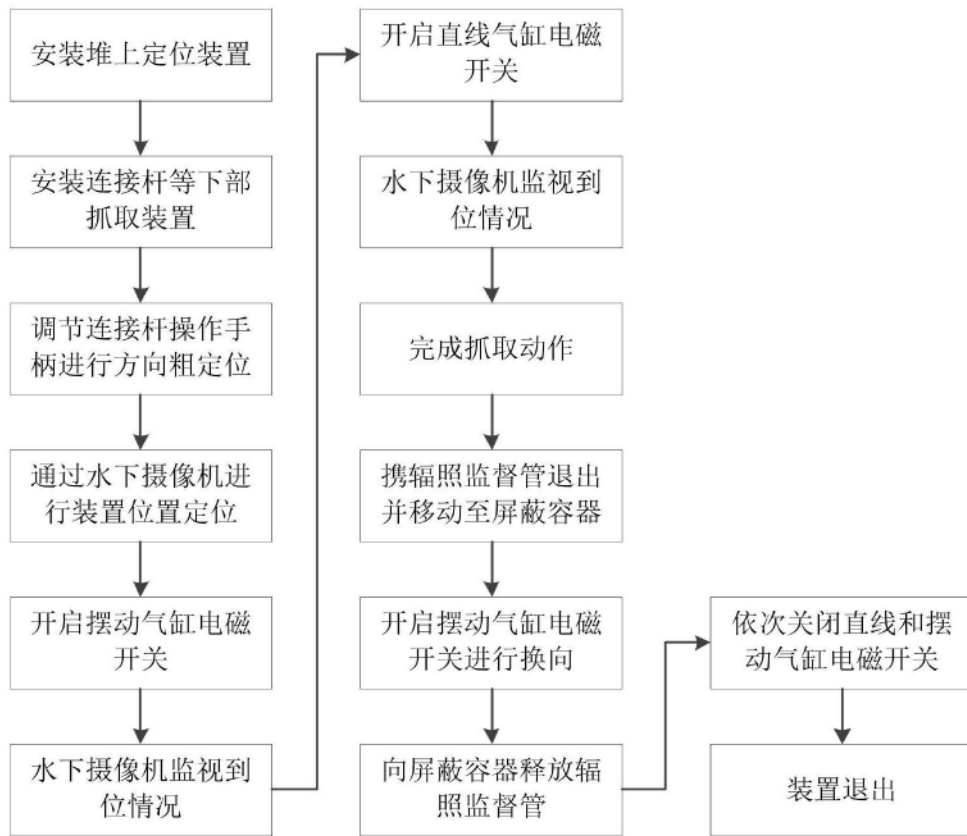 安装堆上定位装置
安装连接杆等下部
抓取装置
调节连接杆操作手
柄进行方向粗定位
通过水下摄像机进
行装置位置定位
开启摆动气缸电磁
开关
水下摄像机监视到
位情况
开启直线气缸电磁
开关
水下摄像机监视到
位情况
完成抓取动作
携辐照监督管退出
并移动至屏蔽容器
开启摆动气缸电磁
开关进行换向
向屏蔽容器释放辐
照监督管
依次关闭直线和摆
动气缸电磁开关
装置退出